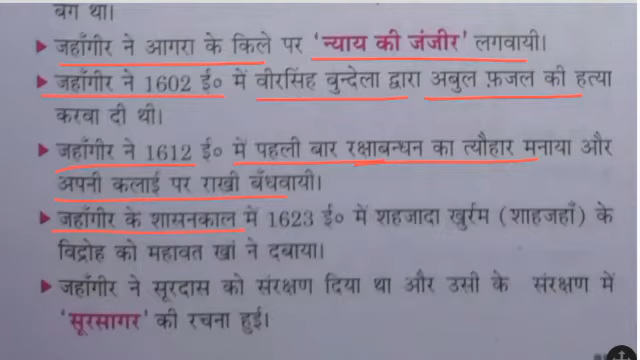 बग था।
जहाँगीर ने आगरा के किले पर ‘न्याय की जंजीर’ लगवायी।
जहाँगीर ने 1602 ई० में वीरसिंह बुन्देला द्वारा अबुल फ़जल की हत्या
करवा दी थी।
जहाँगीर ने 1612 ई० में पहली बार रक्षाबन्धन का त्यौहार मनाया और
अपनी कलाई पर राखी बँधवायी।
जहाँगीर के शासनकाल में 1623 ई० में शहजादा खुर्रम (शाहजहाँ) के
विद्रोह को महावत खां ने दबाया।
जहाँगीर ने सूरदास को संरक्षण दिया था और उसी के संरक्षण में
‘सूरसागर’ की रचना हुई।